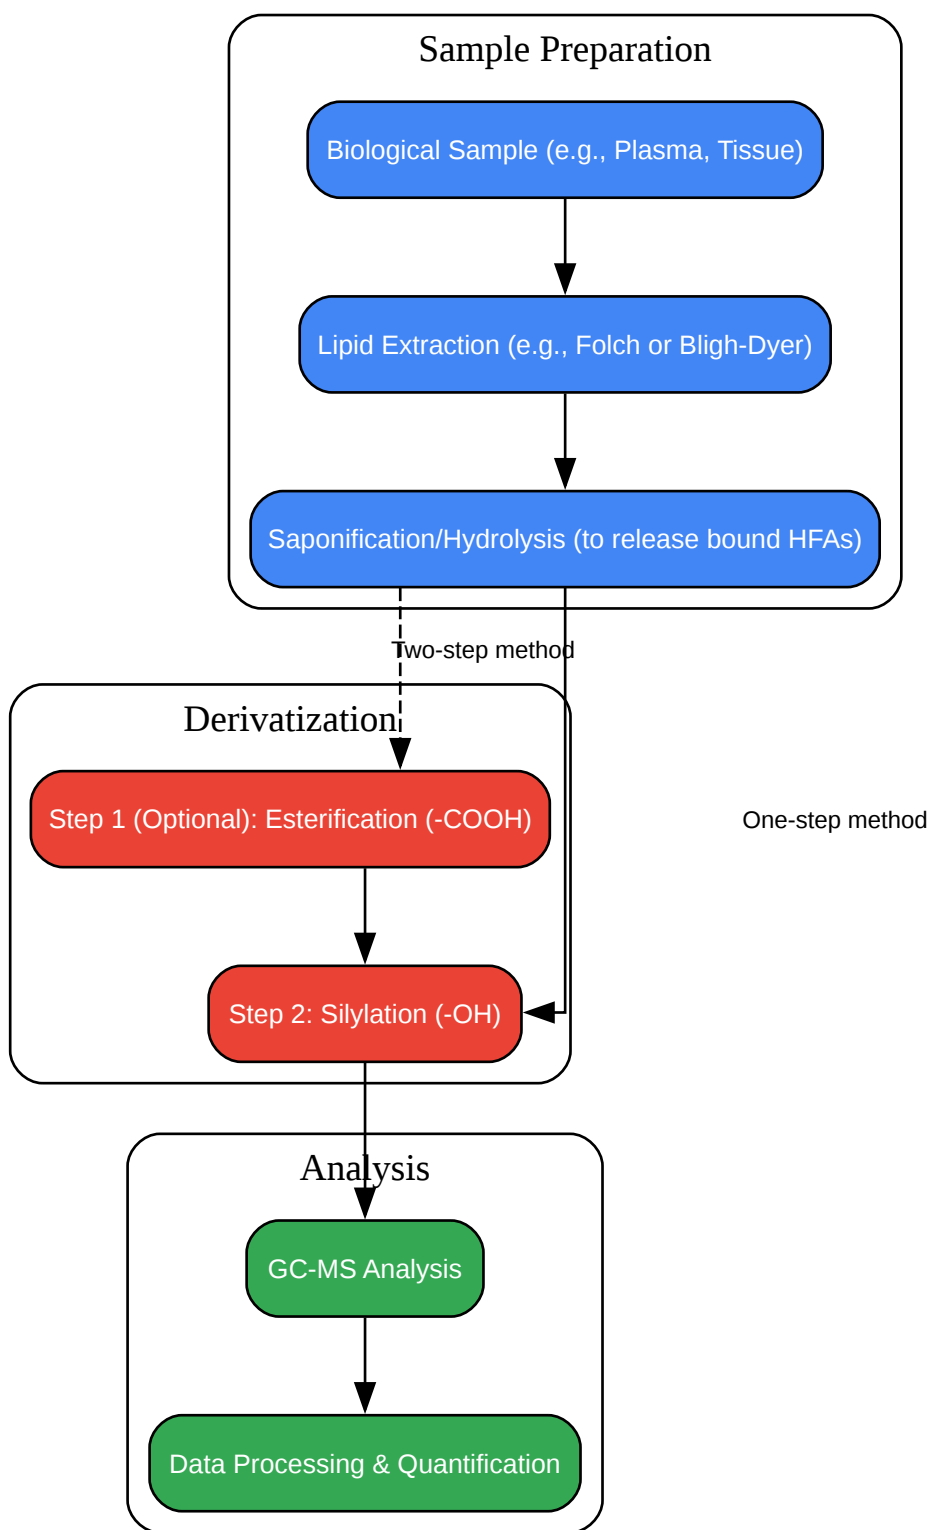 Sample Preparation
Biological Sample (e.g., Plasma, Tissue)
Lipid Extraction (e.g., Folch or Bligh-Dyer)
Saponification/Hydrolysis (to release bound HFAs)
Two-step method
Derivatization
Step 1 (Optional): Esterification (-COOH)
One-step method
Step 2: Silylation (-OH)
Analysis
GC-MS Analysis
Data Processing & Quantification